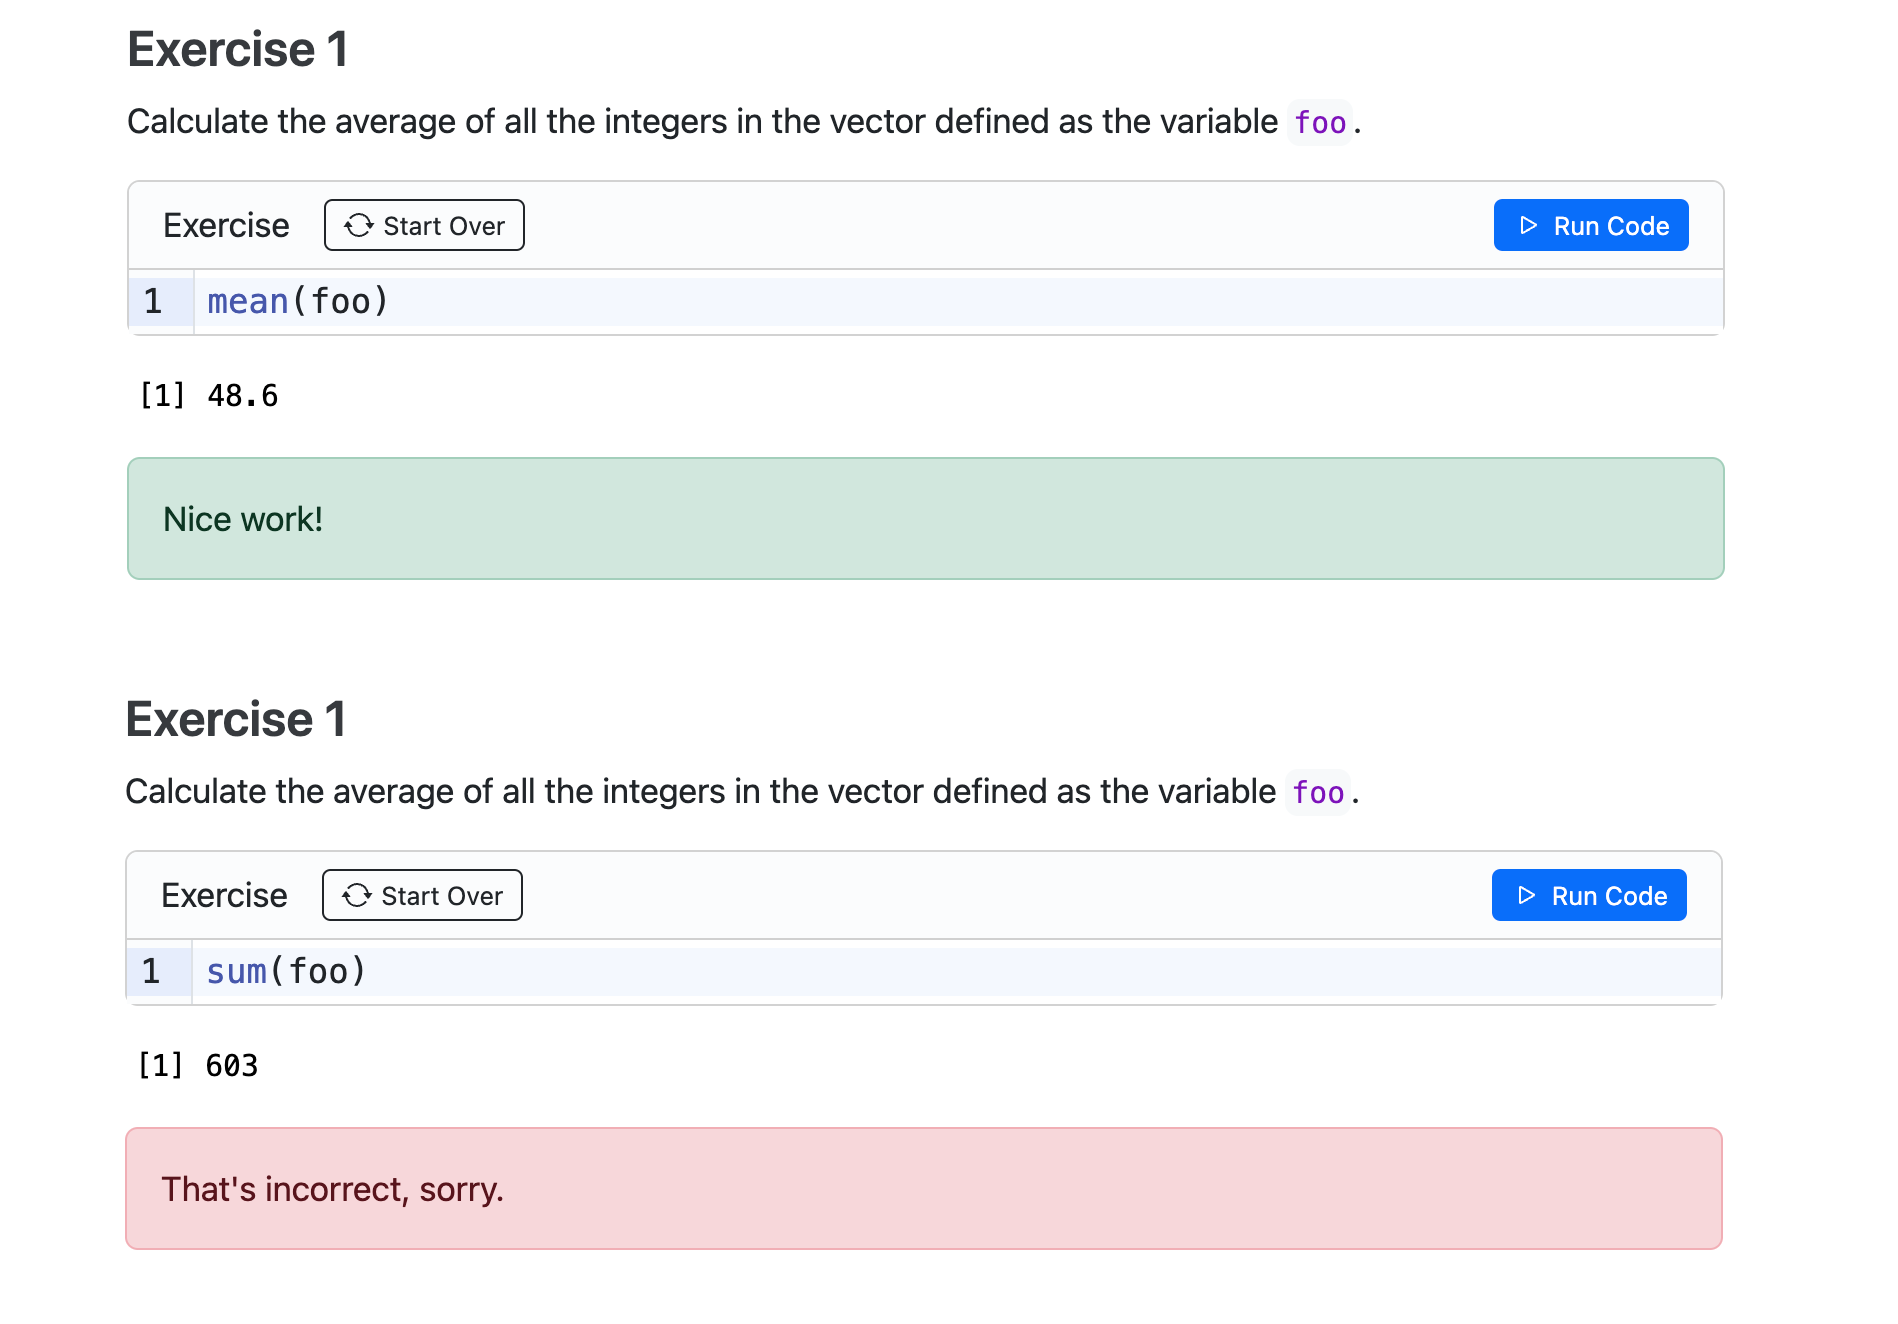 Exercise 1
Calculate the average of all the integers in the vector defined as the variable foo.
Exercise Start Over Run Code
1 mean(foo)
[1] 48.6
Nice work!
Exercise 1
Calculate the average of all the integers in the vector defined as the variable foo.
Exercise Start Over Run Code
1 sum(foo)
[1] 603
That's incorrect, sorry.